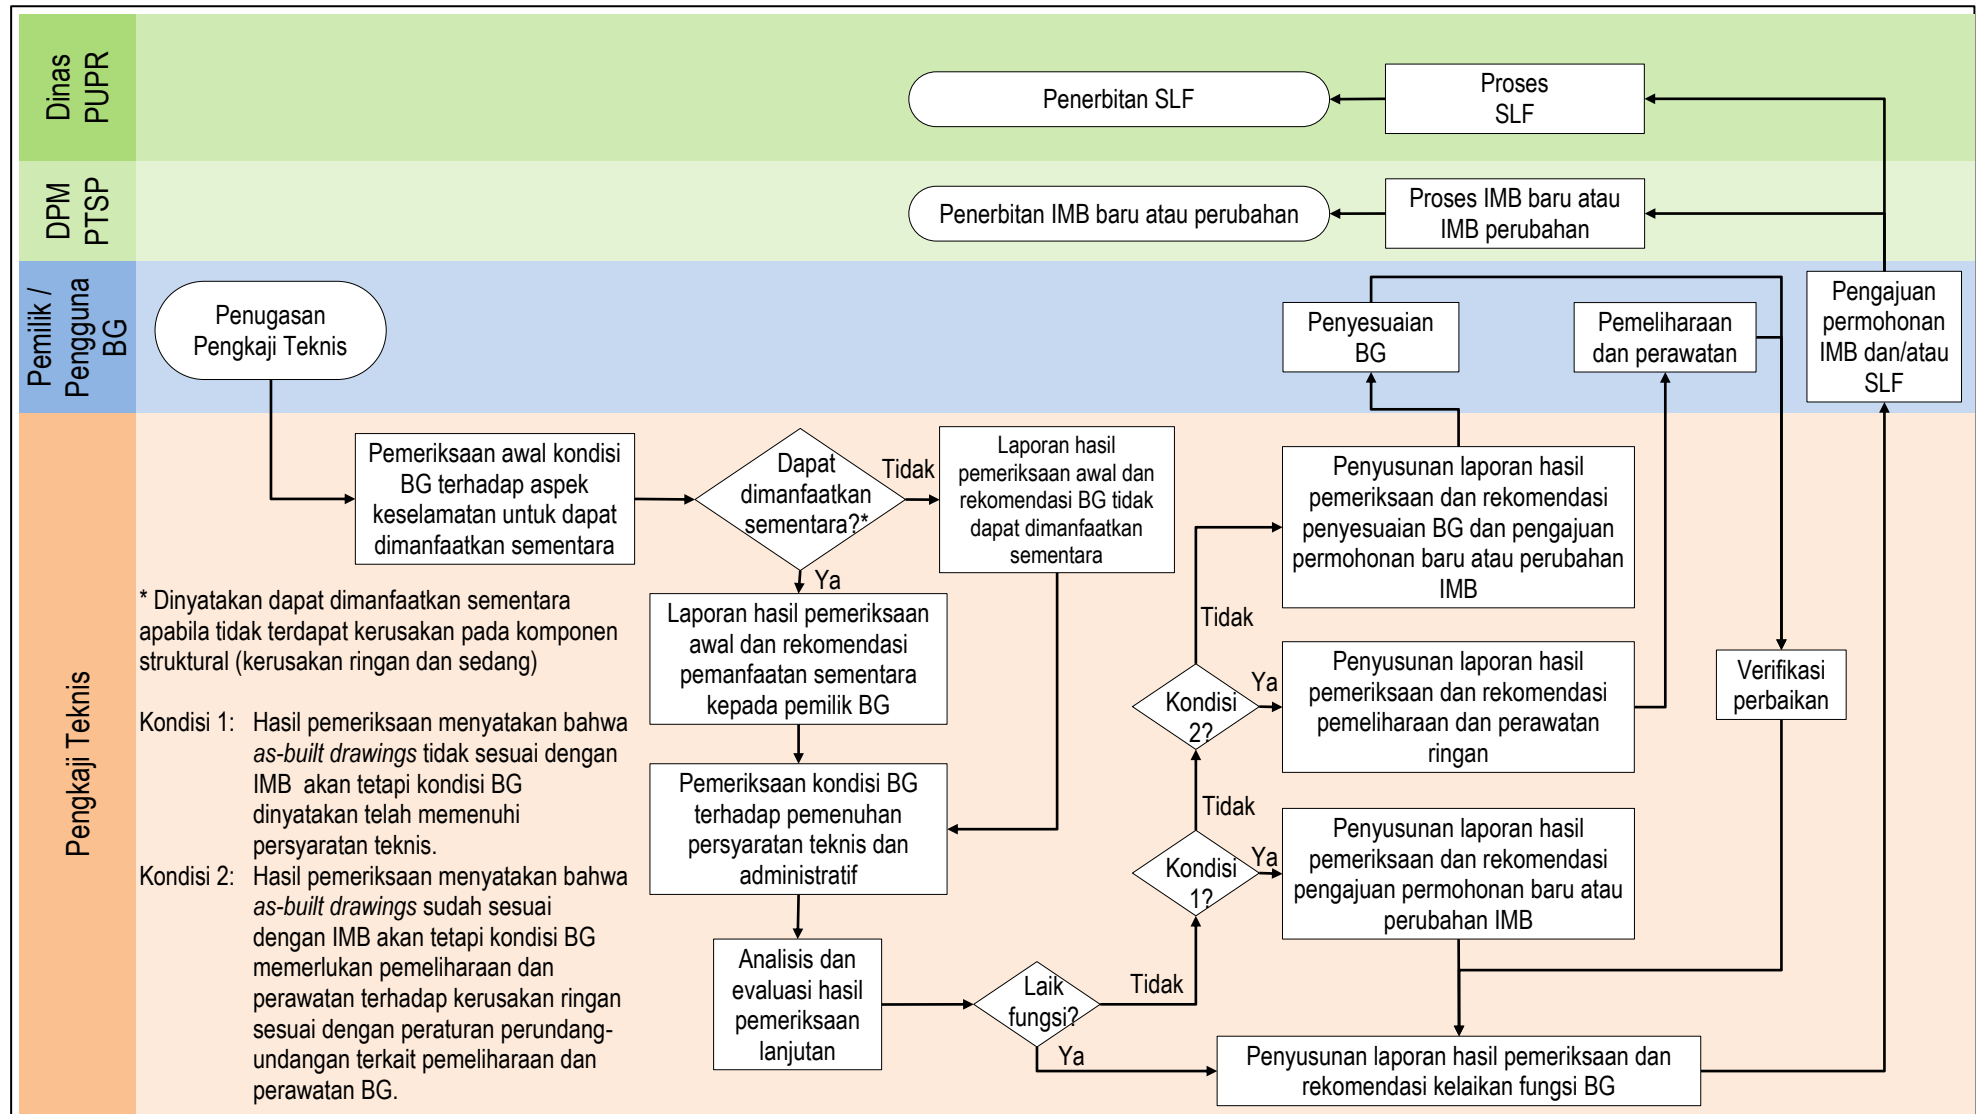 Dinas
PUPR
Penerbitan SLF
Proses
SLF
DPM
PTSP
Penerbitan IMB baru atau perubahan
Proses IMB baru atau
IMB perubahan
Pemilik /
Pengguna
BG
Penugasan
Pengkaji Teknis
Penyesuaian
BG
Pemeliharaan
dan perawatan
Pengajuan
permohonan
IMB dan/atau
SLF
Pengkaji Teknis
Pemeriksaan awal kondisi
BG terhadap aspek
keselamatan untuk dapat
dimanfaatkan sementara
Dapat
dimanfaatkan
sementara?*
Tidak
Laporan hasil
pemeriksaan awal dan
rekomendasi BG tidak
dapat dimanfaatkan
sementara
Ya
Laporan hasil pemeriksaan
awal dan rekomendasi
pemanfaatan sementara
kepada pemilik BG
Pemeriksaan kondisi BG
terhadap pemenuhan
persyaratan teknis dan
administratif
Analisis dan
evaluasi hasil
pemeriksaan
lanjutan
Laik
fungsi?
Tidak
Ya
Kondisi
1?
Ya
Tidak
Kondisi
2?
Ya
Tidak
Penyusunan laporan hasil
pemeriksaan dan rekomendasi
penyesuaian BG dan pengajuan
permohonan baru atau perubahan
IMB
Penyusunan laporan hasil
pemeriksaan dan rekomendasi
pemeliharaan dan perawatan
ringan
Penyusunan laporan hasil
pemeriksaan dan rekomendasi
pengajuan permohonan baru atau
perubahan IMB
Verifikasi
perbaikan
Penyusunan laporan hasil pemeriksaan dan
rekomendasi kelaikan fungsi BG
* Dinyatakan dapat dimanfaatkan sementara
apabila tidak terdapat kerusakan pada komponen
struktural (kerusakan ringan dan sedang)
Kondisi 1: Hasil pemeriksaan menyatakan bahwa
as-built drawings tidak sesuai dengan
IMB akan tetapi kondisi BG
dinyatakan telah memenuhi
persyaratan teknis.
Kondisi 2: Hasil pemeriksaan menyatakan bahwa
as-built drawings sudah sesuai
dengan IMB akan tetapi kondisi BG
memerlukan pemeliharaan dan
perawatan terhadap kerusakan ringan
sesuai dengan peraturan perundang-
undangan terkait pemeliharaan dan
perawatan BG.